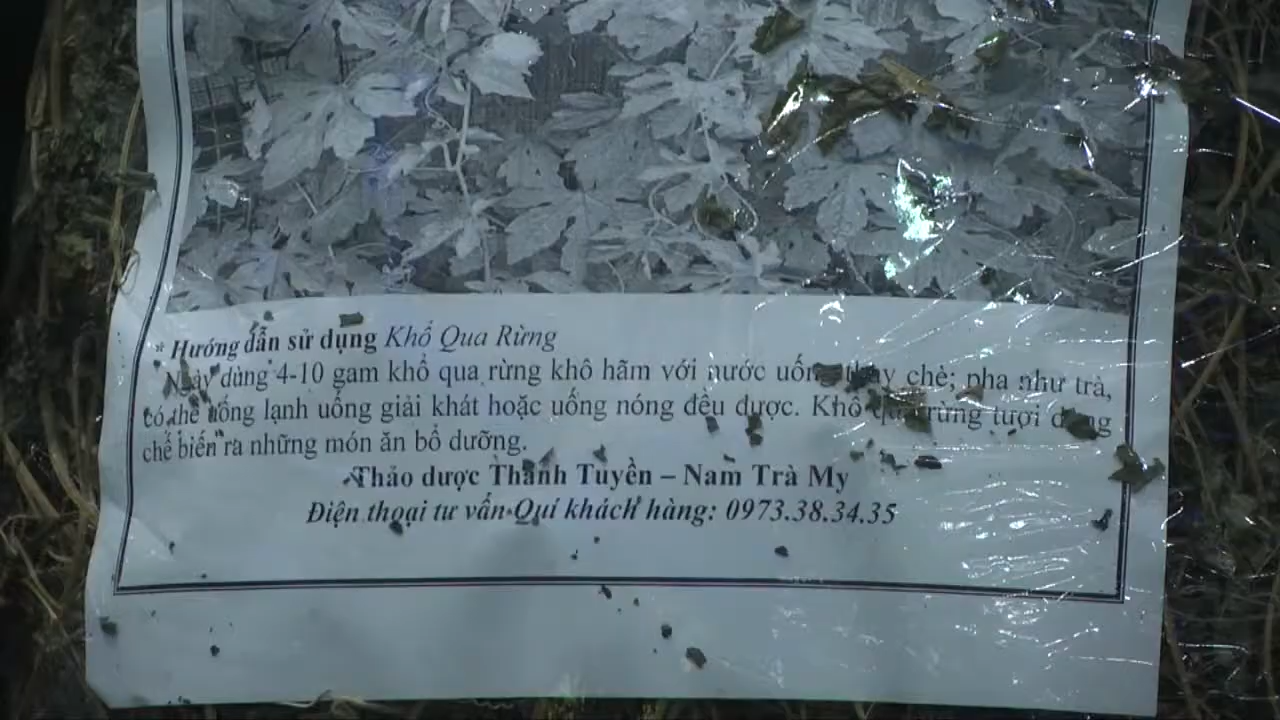 * Hướng dẫn sử dụng Khổ Qua Rừng
Ngày dùng 4-10 gam khổ qua rừng khô hãm với nước uống thay chè; pha như trà,
có thể uống lạnh uống giải khát hoặc uống nóng đều được. Khổ qua rừng tươi dùng
chế biến ra những món ăn bổ dưỡng.
Thảo dược Thanh Tuyền – Nam Trà My
Điện thoại tư vấn Quí khách hàng: 0973.38.34.35